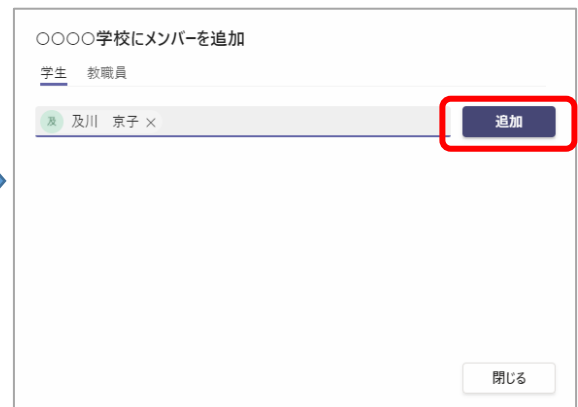 ○○○○学校にメンバーを追加
学生 教職員
及 及川 京子 × 追加
閉じる